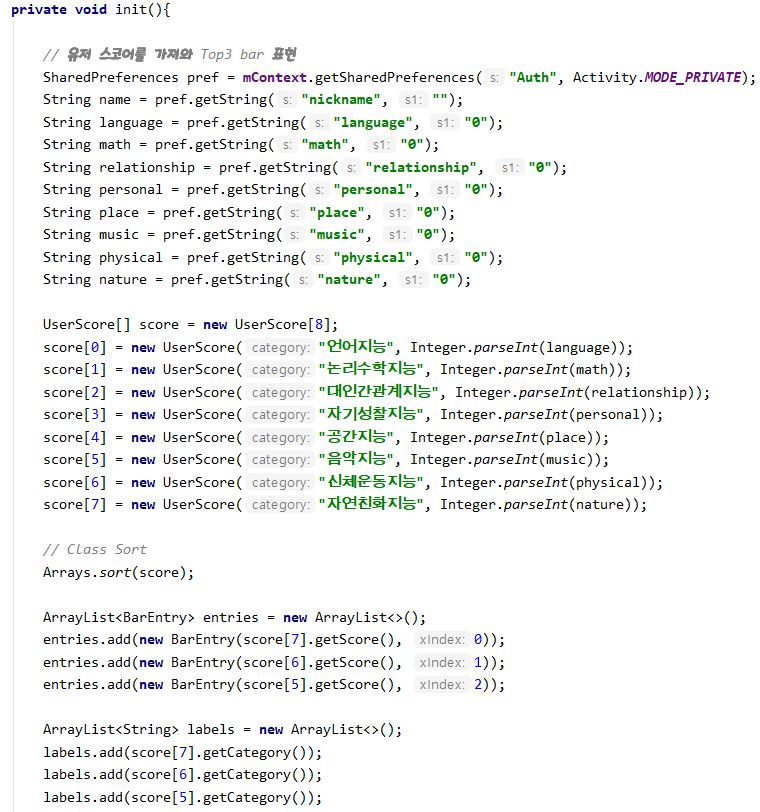 private void init(){
// 유저 스코어를 가져와 Top3 bar 표현
SharedPreferences pref = mContext.getSharedPreferences( s: "Auth", Activity.MODE_PRIVATE);
String name = pref.getString( s: "nickname", s1: "");
String language = pref.getString( s: "language", s1: "0");
String math = pref.getString( s: "math", s1: "0");
String relationship = pref.getString( s: "relationship", s1: "0");
String personal = pref.getString( s: "personal", s1: "0");
String place = pref.getString( s: "place", s1: "0");
String music = pref.getString( s: "music", s1: "0");
String physical = pref.getString( s: "physical", s1: "0");
String nature = pref.getString( s: "nature", s1: "0");
UserScore[] score = new UserScore[8];
score[0] = new UserScore( category: "언어지능", Integer.parseInt(language));
score[1] = new UserScore( category: "논리수학지능", Integer.parseInt(math));
score[2] = new UserScore( category: "대인간관계지능", Integer.parseInt(relationship));
score[3] = new UserScore( category: "자기성찰지능", Integer.parseInt(personal));
score[4] = new UserScore( category: "공간지능", Integer.parseInt(place));
score[5] = new UserScore( category: "음악지능", Integer.parseInt(music));
score[6] = new UserScore( category: "신체운동지능", Integer.parseInt(physical));
score[7] = new UserScore( category: "자연친화지능", Integer.parseInt(nature));
// Class Sort
Arrays.sort(score);
ArrayList<BarEntry> entries = new ArrayList<>();
entries.add(new BarEntry(score[7].getScore(), xIndex: 0));
entries.add(new BarEntry(score[6].getScore(), xIndex: 1));
entries.add(new BarEntry(score[5].getScore(), xIndex: 2));
ArrayList<String> labels = new ArrayList<>();
labels.add(score[7].getCategory());
labels.add(score[6].getCategory());
labels.add(score[5].getCategory());